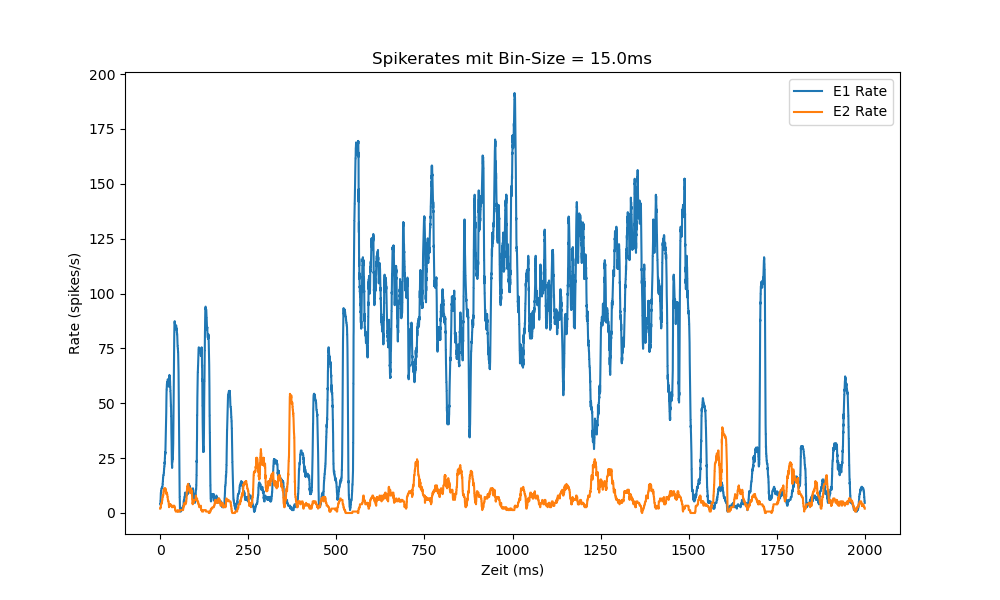 Spikerates mit Bin-Size = 15.0ms
E1 Rate
E2 Rate
200
175
150
125
100
75
50
25
0
Rate (spikes/s)
0 250 500 750 1000 1250 1500 1750 2000
Zeit (ms)